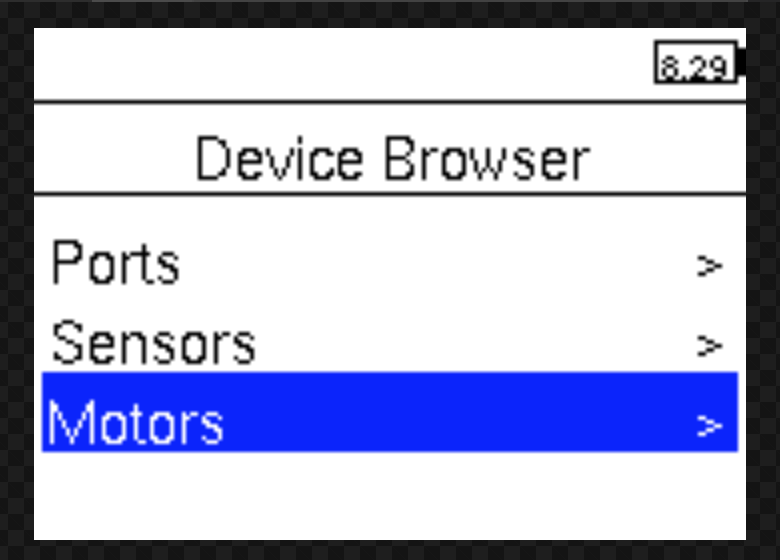 8.29
Device Browser
Ports >
Sensors >
Motors >